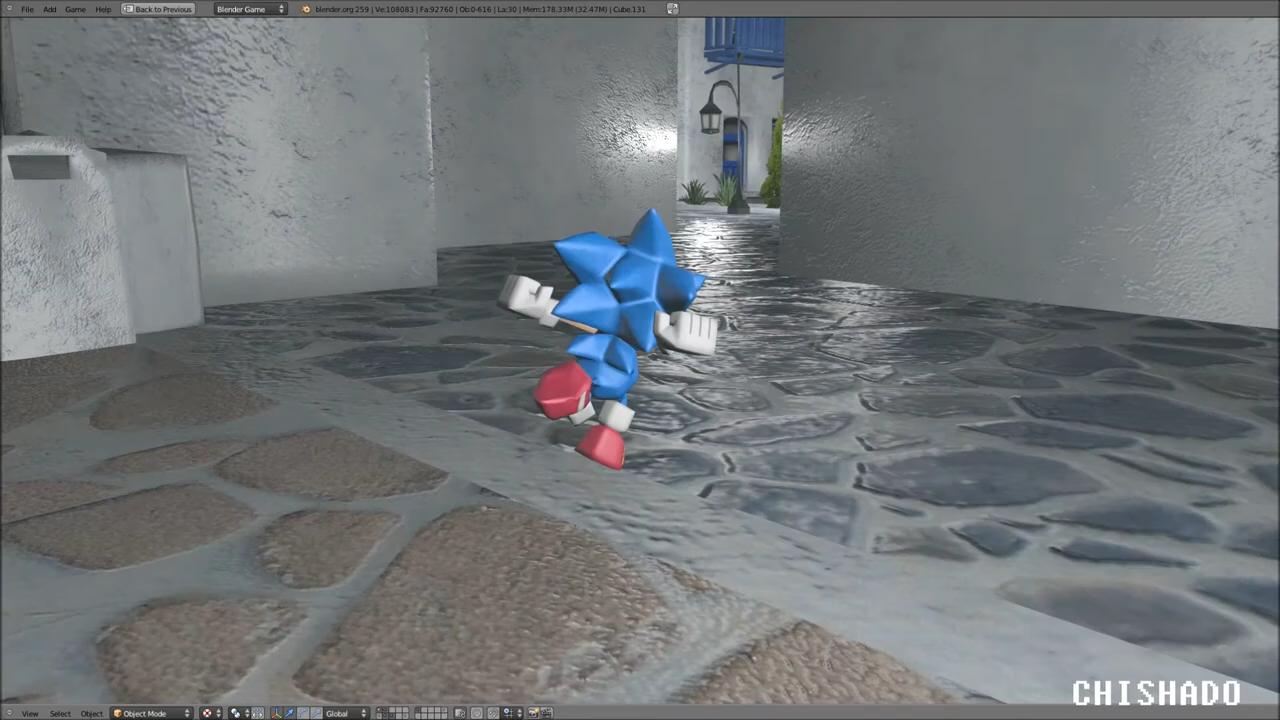 File Add Game Help Back to Previous Blender Game blender.org 259 | Ve:108083 | Fa:92760 | Ob:0-616 | La:30 | Mem:178.33M (32.47M) | Cube.131
CHISHADO
View Select Object Object Mode Global